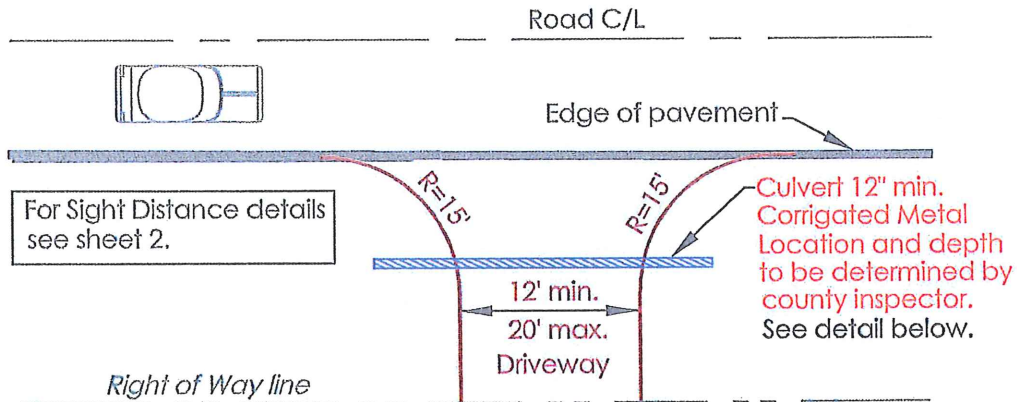 Road C/L
Edge of pavement
For Sight Distance details
see sheet 2.
R=15'
R=15'
Culvert 12" min.
Corrigated Metal
Location and depth
to be determined by
county inspector.
See detail below.
12' min.
20' max.
Driveway
Right of Way line